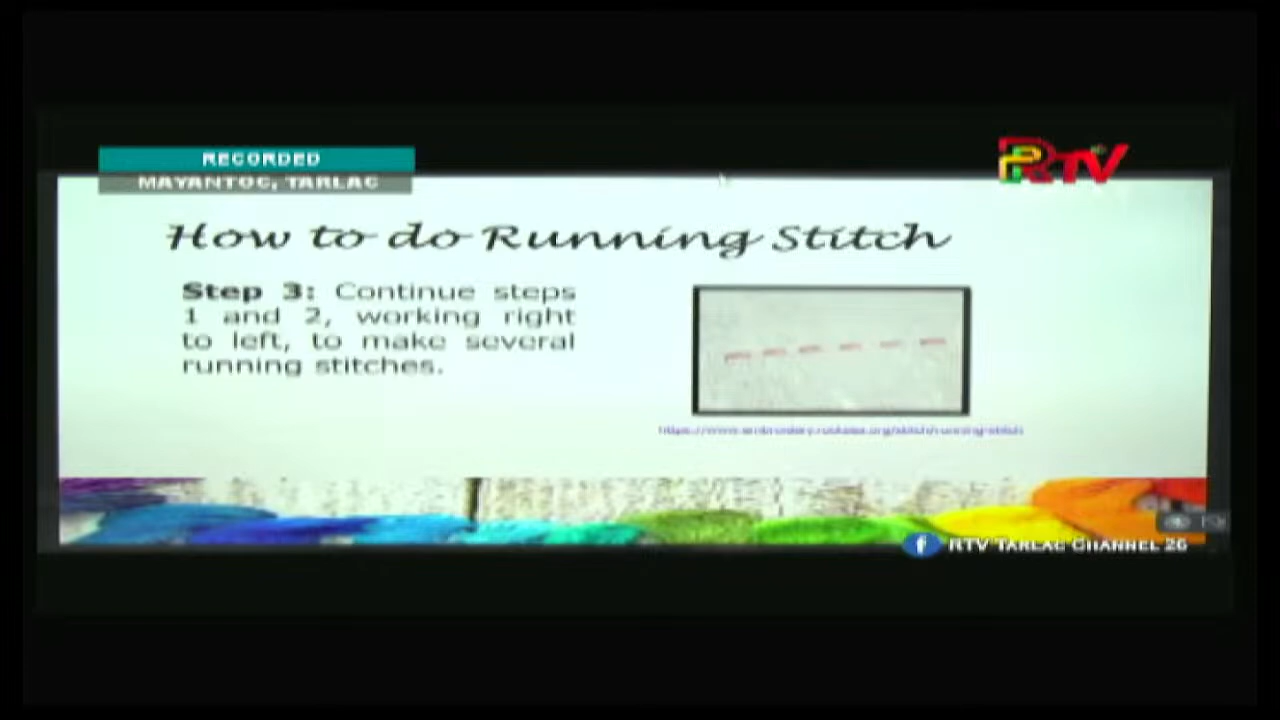 RECORDED
MAYANTOC, TARLAC
RTV
How to do Running Stitch
Step 3: Continue steps
1 and 2, working right
to left, to make several
running stitches.
RTV TARLAC CHANNEL 26